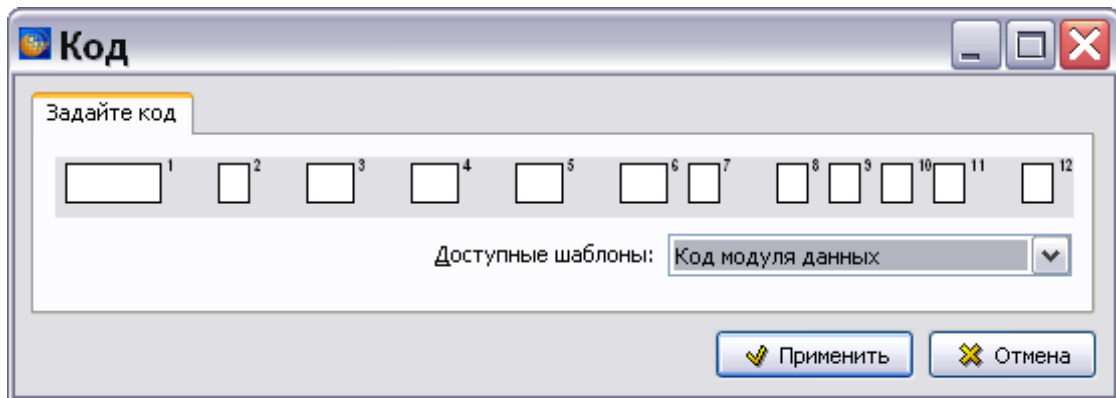 Код
Задайте код
1 2 3 4 5 6 7 8 9 10 11 12
Доступные шаблоны: Код модуля данных
Применить Отмена